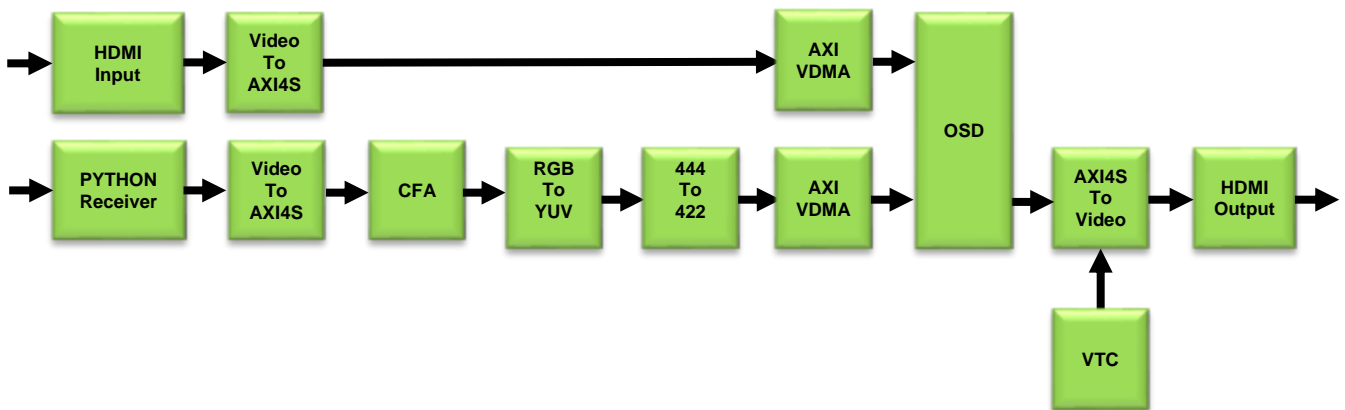 HDMI
Input
Video
To
AXI4S
AXI
VDMA
OSD
PYTHON
Receiver
Video
To
AXI4S
CFA
RGB
To
YUV
444
To
422
AXI
VDMA
AXI4S
To
Video
HDMI
Output
VTC